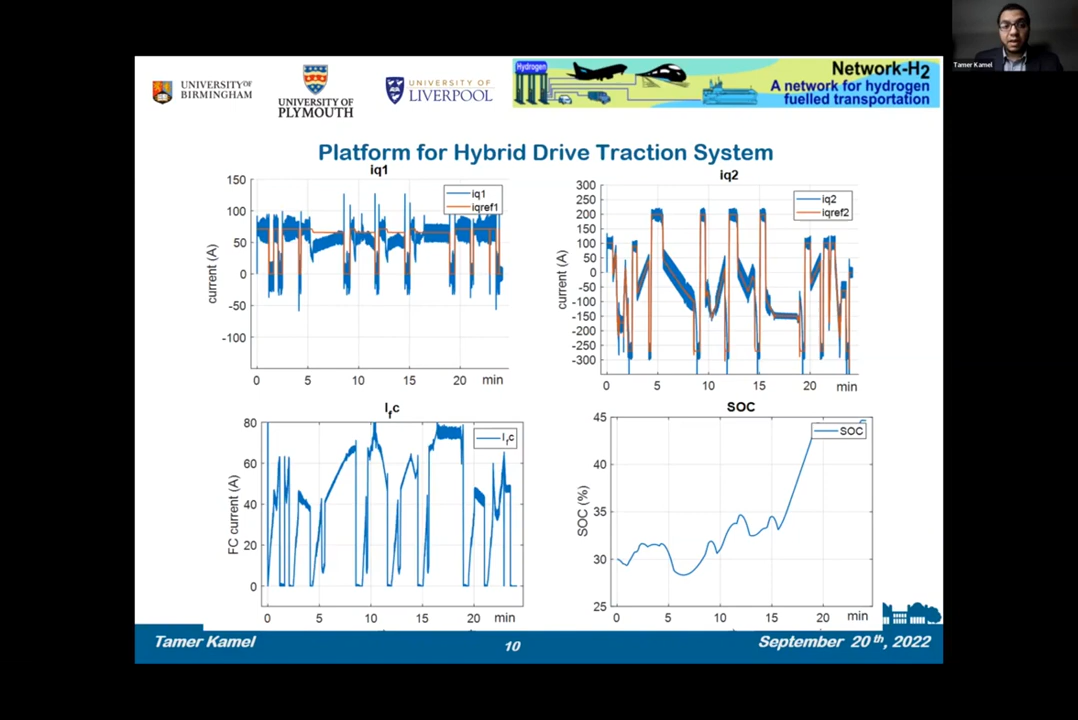 Tamer Kamel
UNIVERSITY OF
BIRMINGHAM
UNIVERSITY OF
PLYMOUTH
UNIVERSITY OF
LIVERPOOL
Hydrogen
Network-H2
A network for hydrogen
fuelled transportation
Platform for Hybrid Drive Traction System
iq1
150
100
50
0
-50
-100
iq1
iqref1
current (A)
0 5 10 15 20 min
iq2
300
250
200
150
100
50
0
-50
-100
-150
-200
-250
-300
iq2
iqref2
current (A)
0 5 10 15 20 min
Ifc
80
60
40
20
0
Ifc
FC current (A)
0 5 10 15 20 min
SOC
45
40
35
30
25
SOC
SOC (%)
0 5 10 15 20 min
Tamer Kamel
10
September 20th, 2022